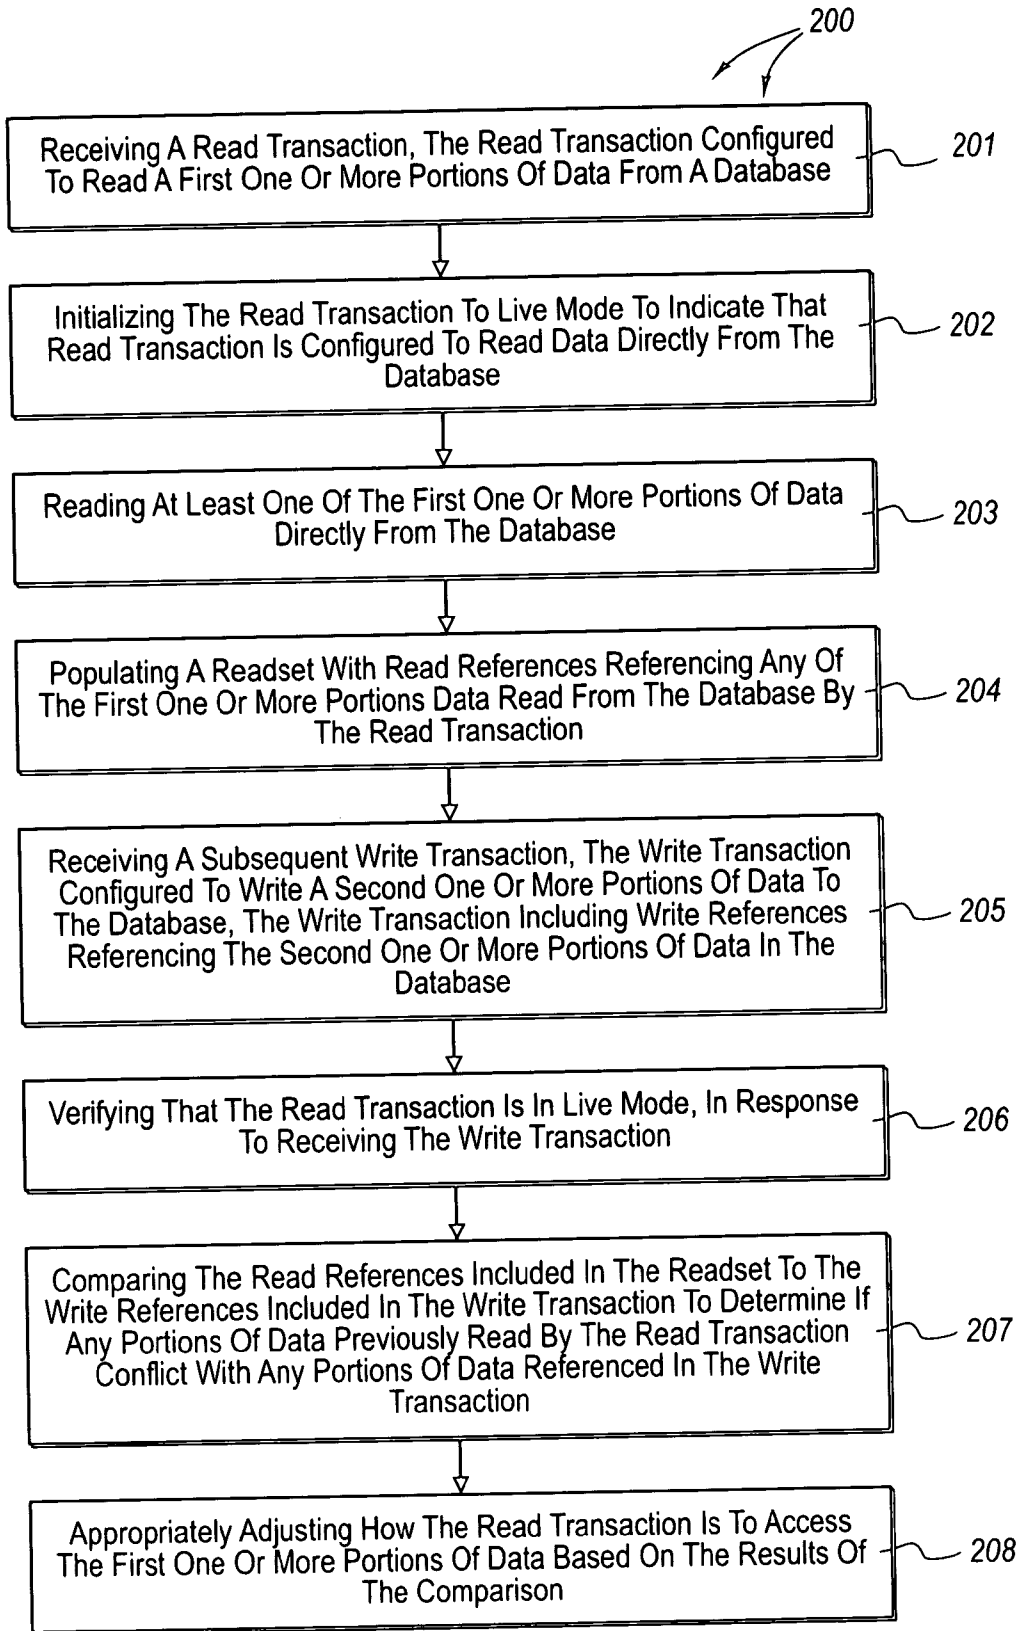 200
Receiving A Read Transaction, The Read Transaction Configured
To Read A First One Or More Portions Of Data From A Database
201
Initializing The Read Transaction To Live Mode To Indicate That
Read Transaction Is Configured To Read Data Directly From The
Database
202
Reading At Least One Of The First One Or More Portions Of Data
Directly From The Database
203
Populating A Readset With Read References Referencing Any Of
The First One Or More Portions Data Read From The Database By
The Read Transaction
204
Receiving A Subsequent Write Transaction, The Write Transaction
Configured To Write A Second One Or More Portions Of Data To
The Database, The Write Transaction Including Write References
Referencing The Second One Or More Portions Of Data In The
Database
205
Verifying That The Read Transaction Is In Live Mode, In Response
To Receiving The Write Transaction
206
Comparing The Read References Included In The Readset To The
Write References Included In The Write Transaction To Determine If
Any Portions Of Data Previously Read By The Read Transaction
Conflict With Any Portions Of Data Referenced In The Write
Transaction
207
Appropriately Adjusting How The Read Transaction Is To Access
The First One Or More Portions Of Data Based On The Results Of
The Comparison
208